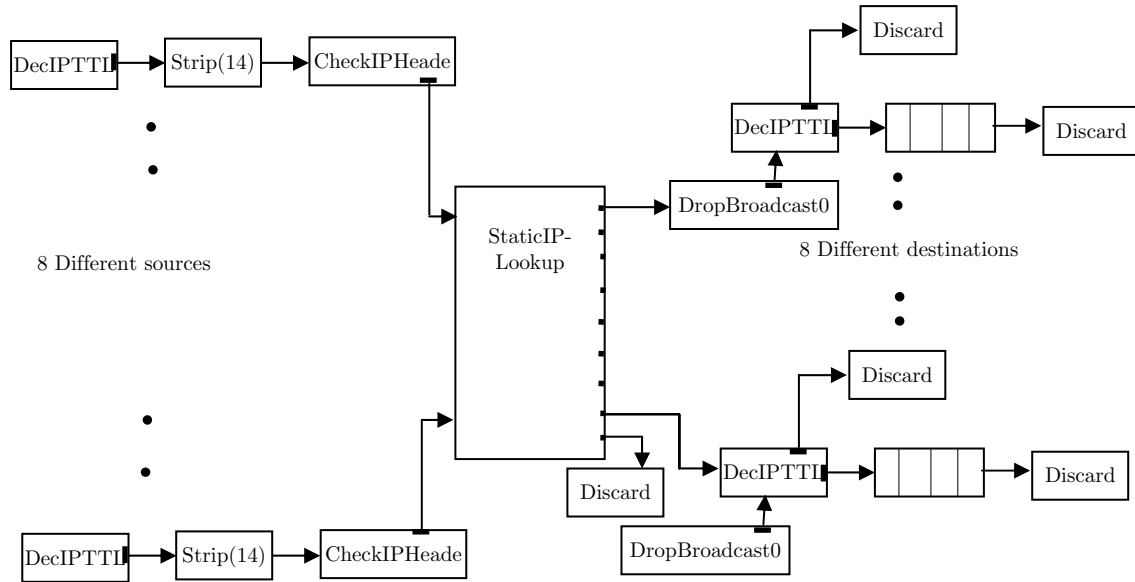 Discard
DecIPTTL
Strip(14)
CheckIPHeade
DecIPTTL
Discard
DropBroadcast0
StaticIP-
Lookup
8 Different sources
8 Different destinations
Discard
DecIPTTL
Discard
Discard
DropBroadcast0
DecIPTTL
Strip(14)
CheckIPHeade